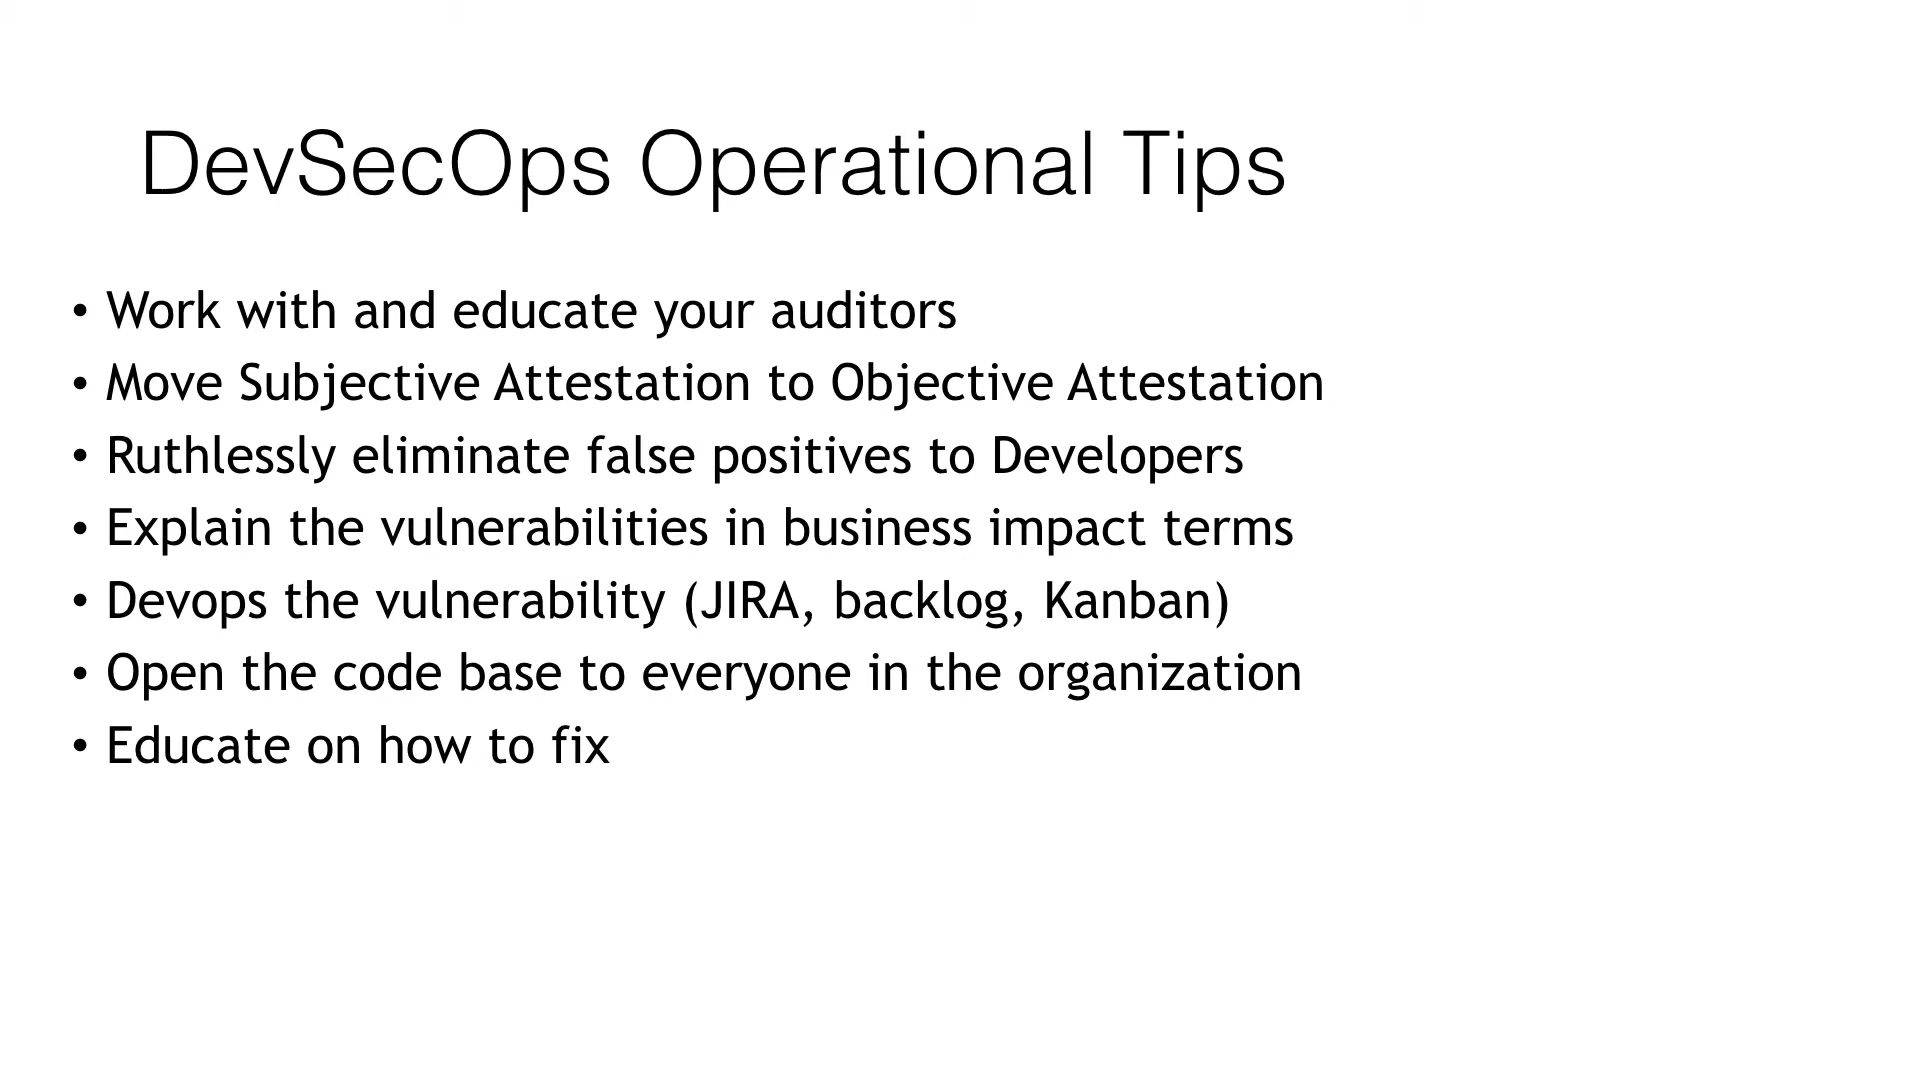 DevSecOps Operational Tips
• Work with and educate your auditors
• Move Subjective Attestation to Objective Attestation
• Ruthlessly eliminate false positives to Developers
• Explain the vulnerabilities in business impact terms
• Devops the vulnerability (JIRA, backlog, Kanban)
• Open the code base to everyone in the organization
• Educate on how to fix